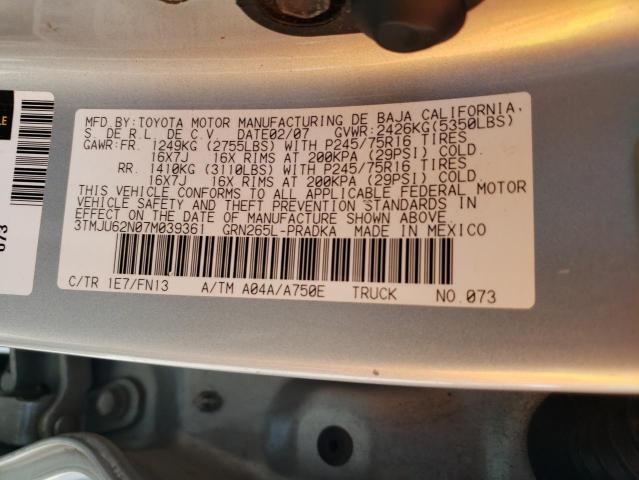 MFD.BY:TOYOTA MOTOR MANUFACTURING DE BAJA CALIFORNIA,
S. DE R.L. DE C.V. DATE02/07 GVWR:2426KG(5350LBS)
GAWR:FR. 1249KG (2755LBS) WITH P245/75R16 TIRES
16X7J 16X RIMS AT 200KPA (29PSI) COLD.
RR. 1410KG (3110LBS) WITH P245/75R16 TIRES
16X7J 16X RIMS AT 200KPA (29PSI) COLD.
THIS VEHICLE CONFORMS TO ALL APPLICABLE FEDERAL MOTOR
VEHICLE SAFETY AND THEFT PREVENTION STANDARDS IN EFFECT
ON THE DATE OF MANUFACTURE SHOWN ABOVE.
3TMJU62N07M039361 GRN265L-PRADKA MADE IN MEXICO
C/TR 1E7/FN13 A/TM A04A/A750E TRUCK NO.073
073